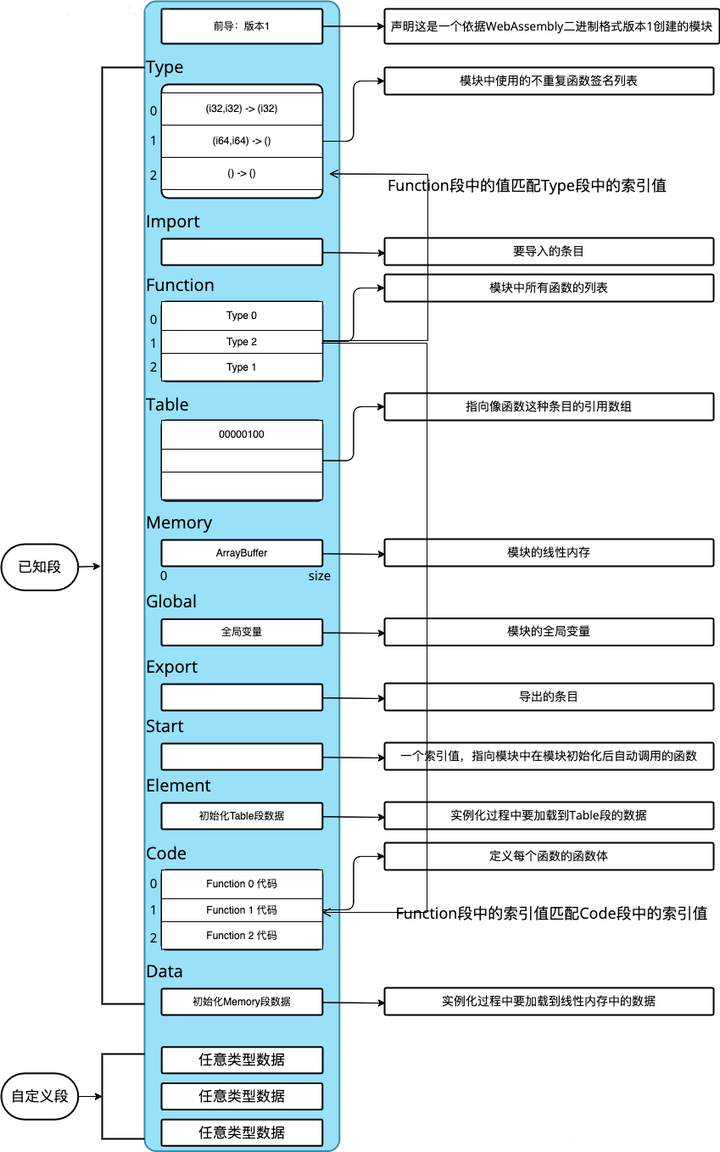 前导：版本1
声明这是一个依据WebAssembly二进制格式版本1创建的模块
Type
模块中使用的不重复函数签名列表
0
(i32,i32) -> (i32)
1
(i64,i64) -> ()
2
() -> ()
Function段中的值匹配Type段中的索引值
Import
要导入的条目
Function
模块中所有函数的列表
0
Type 0
1
Type 2
2
Type 1
Table
指向像函数这种条目的引用数组
00000100
Memory
ArrayBuffer
模块的线性内存
已知段
0
size
Global
全局变量
模块的全局变量
Export
导出的条目
Start
一个索引值，指向模块中在模块初始化后自动调用的函数
Element
初始化Table段数据
实例化过程中要加载到Table段的数据
Code
定义每个函数的函数体
0
Function 0 代码
1
Function 1 代码
Function段中的索引值匹配Code段中的索引值
2
Function 2 代码
Data
初始化Memory段数据
实例化过程中要加载到线性内存中的数据
任意类型数据
自定义段
任意类型数据
任意类型数据